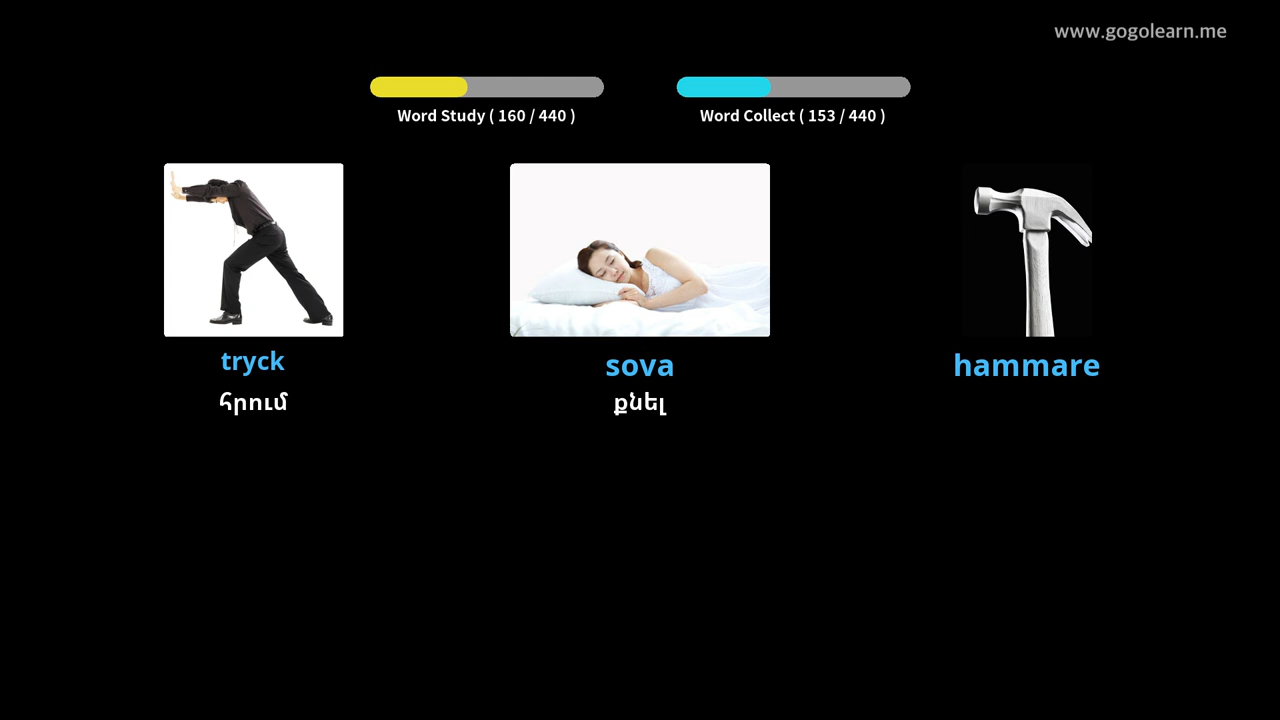 www.gogolearn.me
Word Study ( 160 / 440 )
Word Collect ( 153 / 440 )
tryck
sova
hammare
հրում
քնել